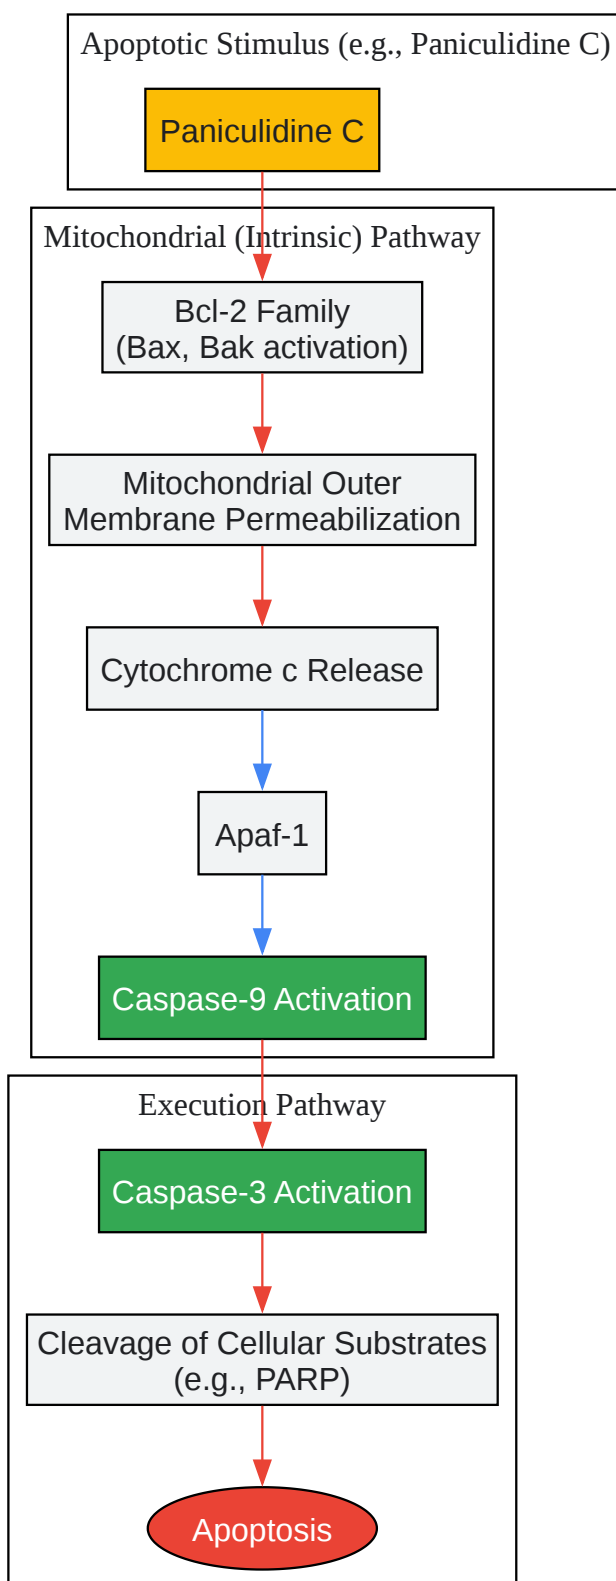 Apoptotic Stimulus (e.g., Paniculidine C)
Paniculidine C
Mitochondrial (Intrinsic) Pathway
Bcl-2 Family
(Bax, Bak activation)
Mitochondrial Outer
Membrane Permeabilization
Cytochrome c Release
Apaf-1
Caspase-9 Activation
Execution Pathway
Caspase-3 Activation
Cleavage of Cellular Substrates
(e.g., PARP)
Apoptosis